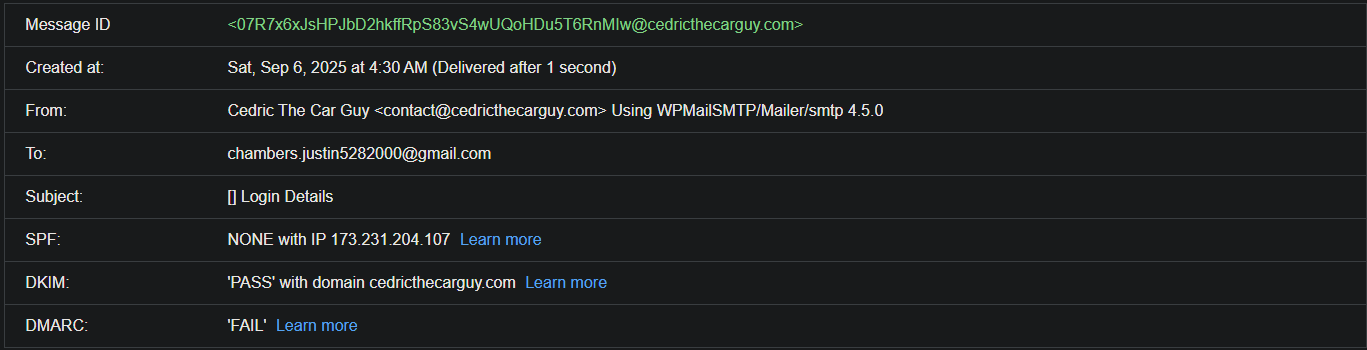 Message ID <07R7x6xJsHPJbD2hkffRpS83vS4wUQoHDu5T6RnMIw@cedricthecarguy.com>
Created at: Sat, Sep 6, 2025 at 4:30 AM (Delivered after 1 second)
From: Cedric The Car Guy <contact@cedricthecarguy.com> Using WPMailSMTP/Mailer/smtp 4.5.0
To: chambers.justin5282000@gmail.com
Subject: [] Login Details
SPF: NONE with IP 173.231.204.107 Learn more
DKIM: 'PASS' with domain cedricthecarguy.com Learn more
DMARC: 'FAIL' Learn more